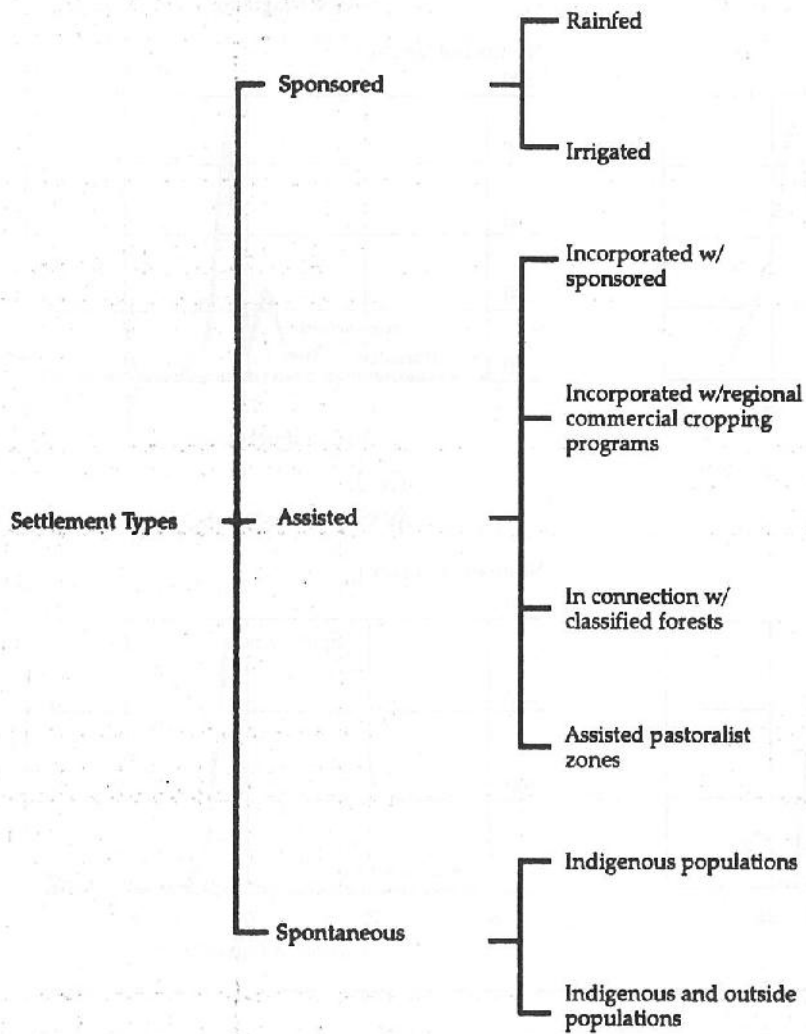 Rainfed
Sponsored
Irrigated
Incorporated w/
sponsored
Incorporated w/regional
commercial cropping
programs
Settlement Types
Assisted
In connection w/
classified forests
Assisted pastoralist
zones
Indigenous populations
Spontaneous
Indigenous and outside
populations